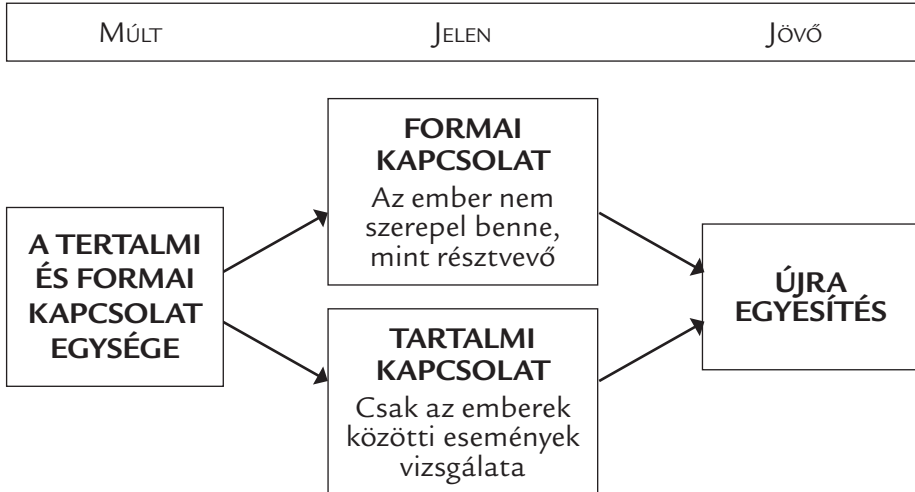 Múlt Jelen Jövő
FORMAI
KAPCSOLAT
Az ember nem
szerepel benne,
mint résztvevő
A TERTALMI
ÉS FORMAI
KAPCSOLAT
EGYSÉGE
ÚJRA
EGYESÍTÉS
TARTALMI
KAPCSOLAT
Csak az emberek
közötti események
vizsgálata